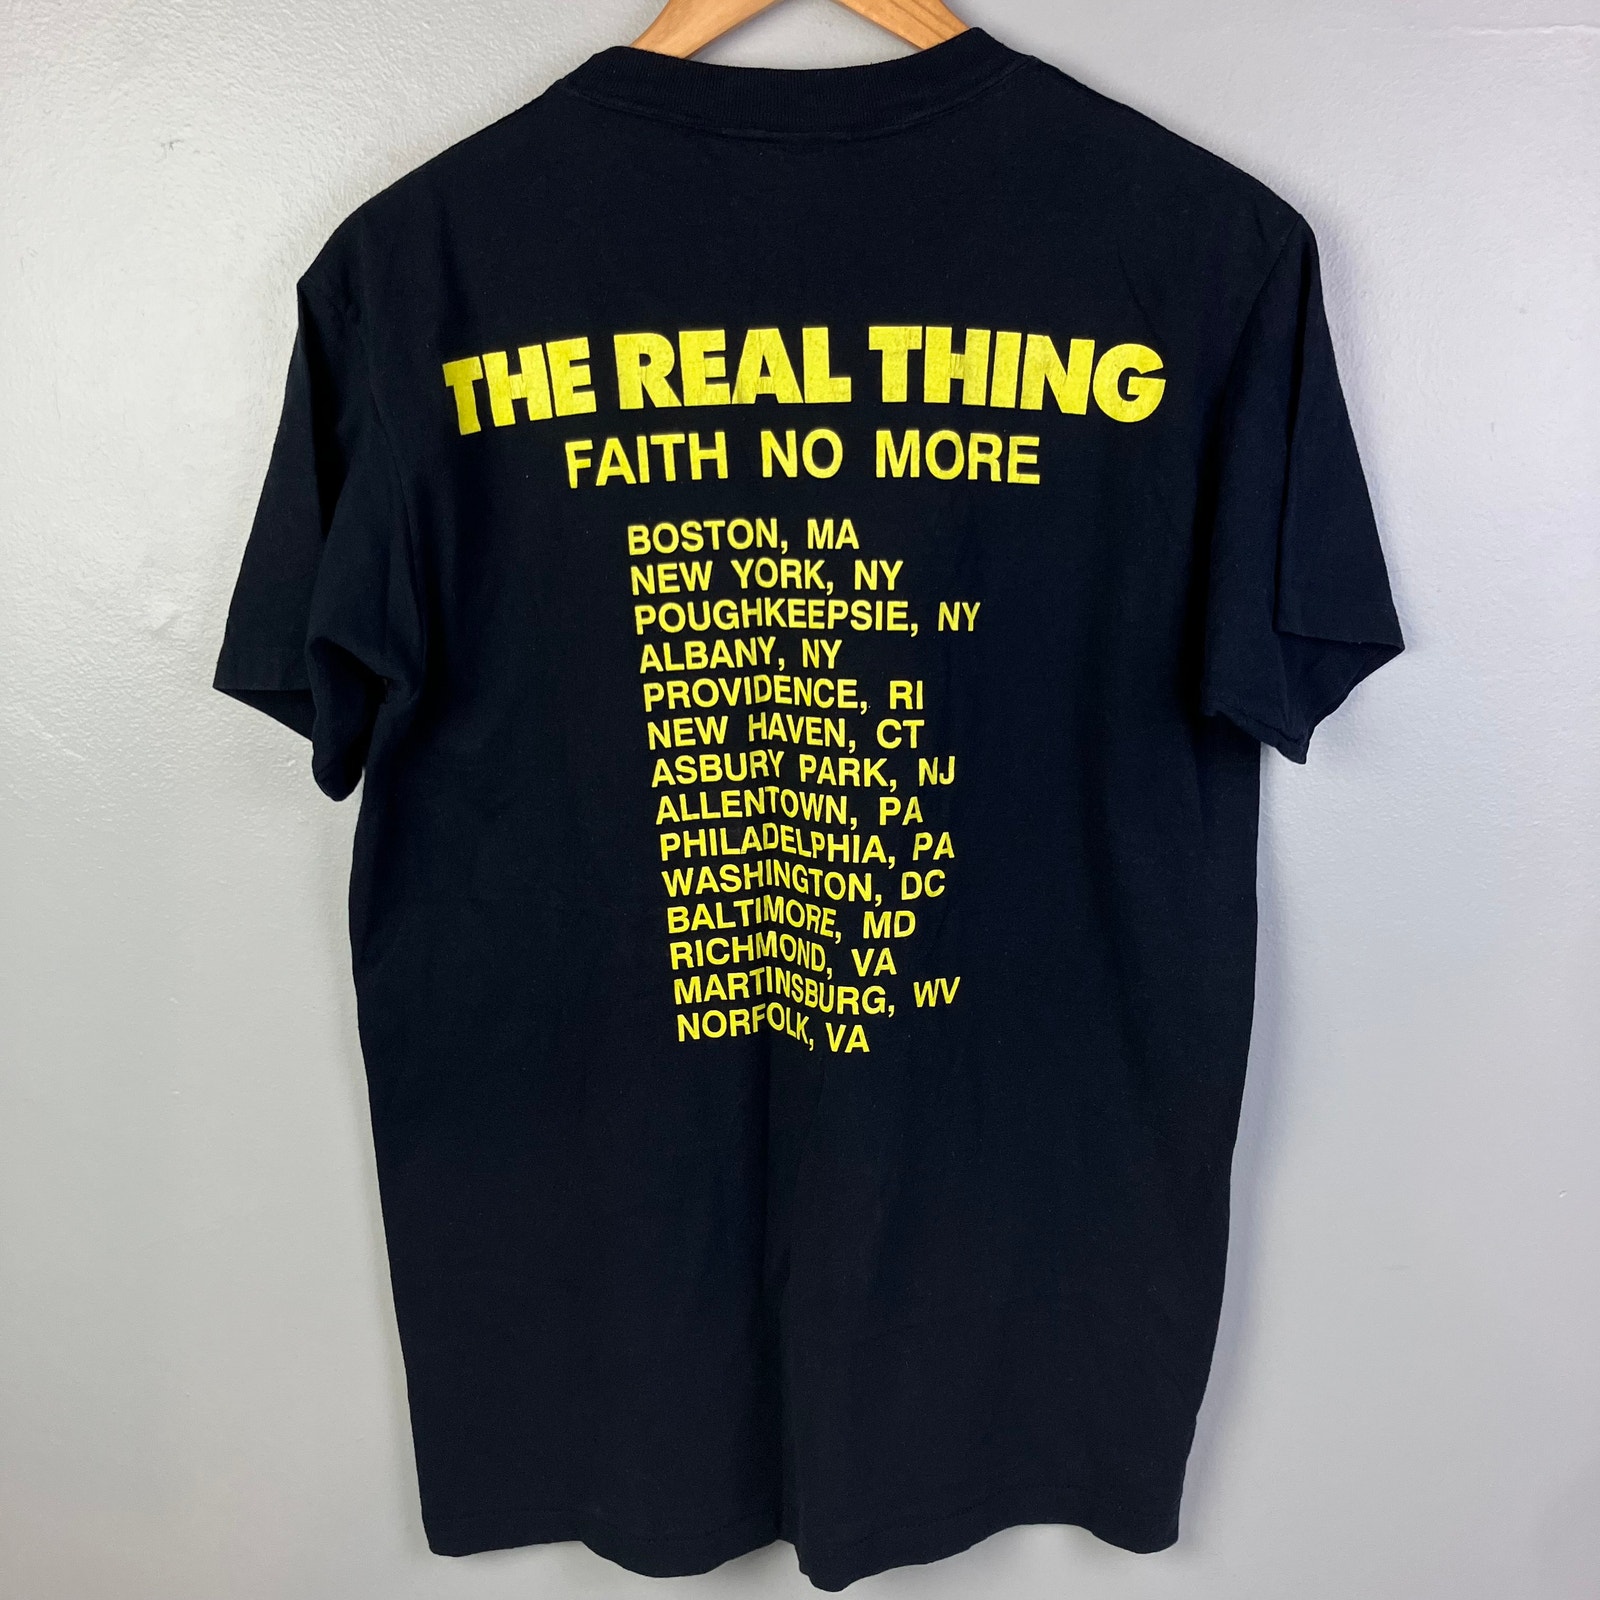 THE REAL THING
FAITH NO MORE
BOSTON, MA
NEW YORK, NY
POUGHKEEPSIE, NY
ALBANY, NY
PROVIDENCE, RI
NEW HAVEN, CT
ASBURY PARK, NJ
ALLENTOWN, PA
PHILADELPHIA, PA
WASHINGTON, DC
BALTIMORE, MD
RICHMOND, VA
MARTINSBURG, WV
NORFOLK, VA